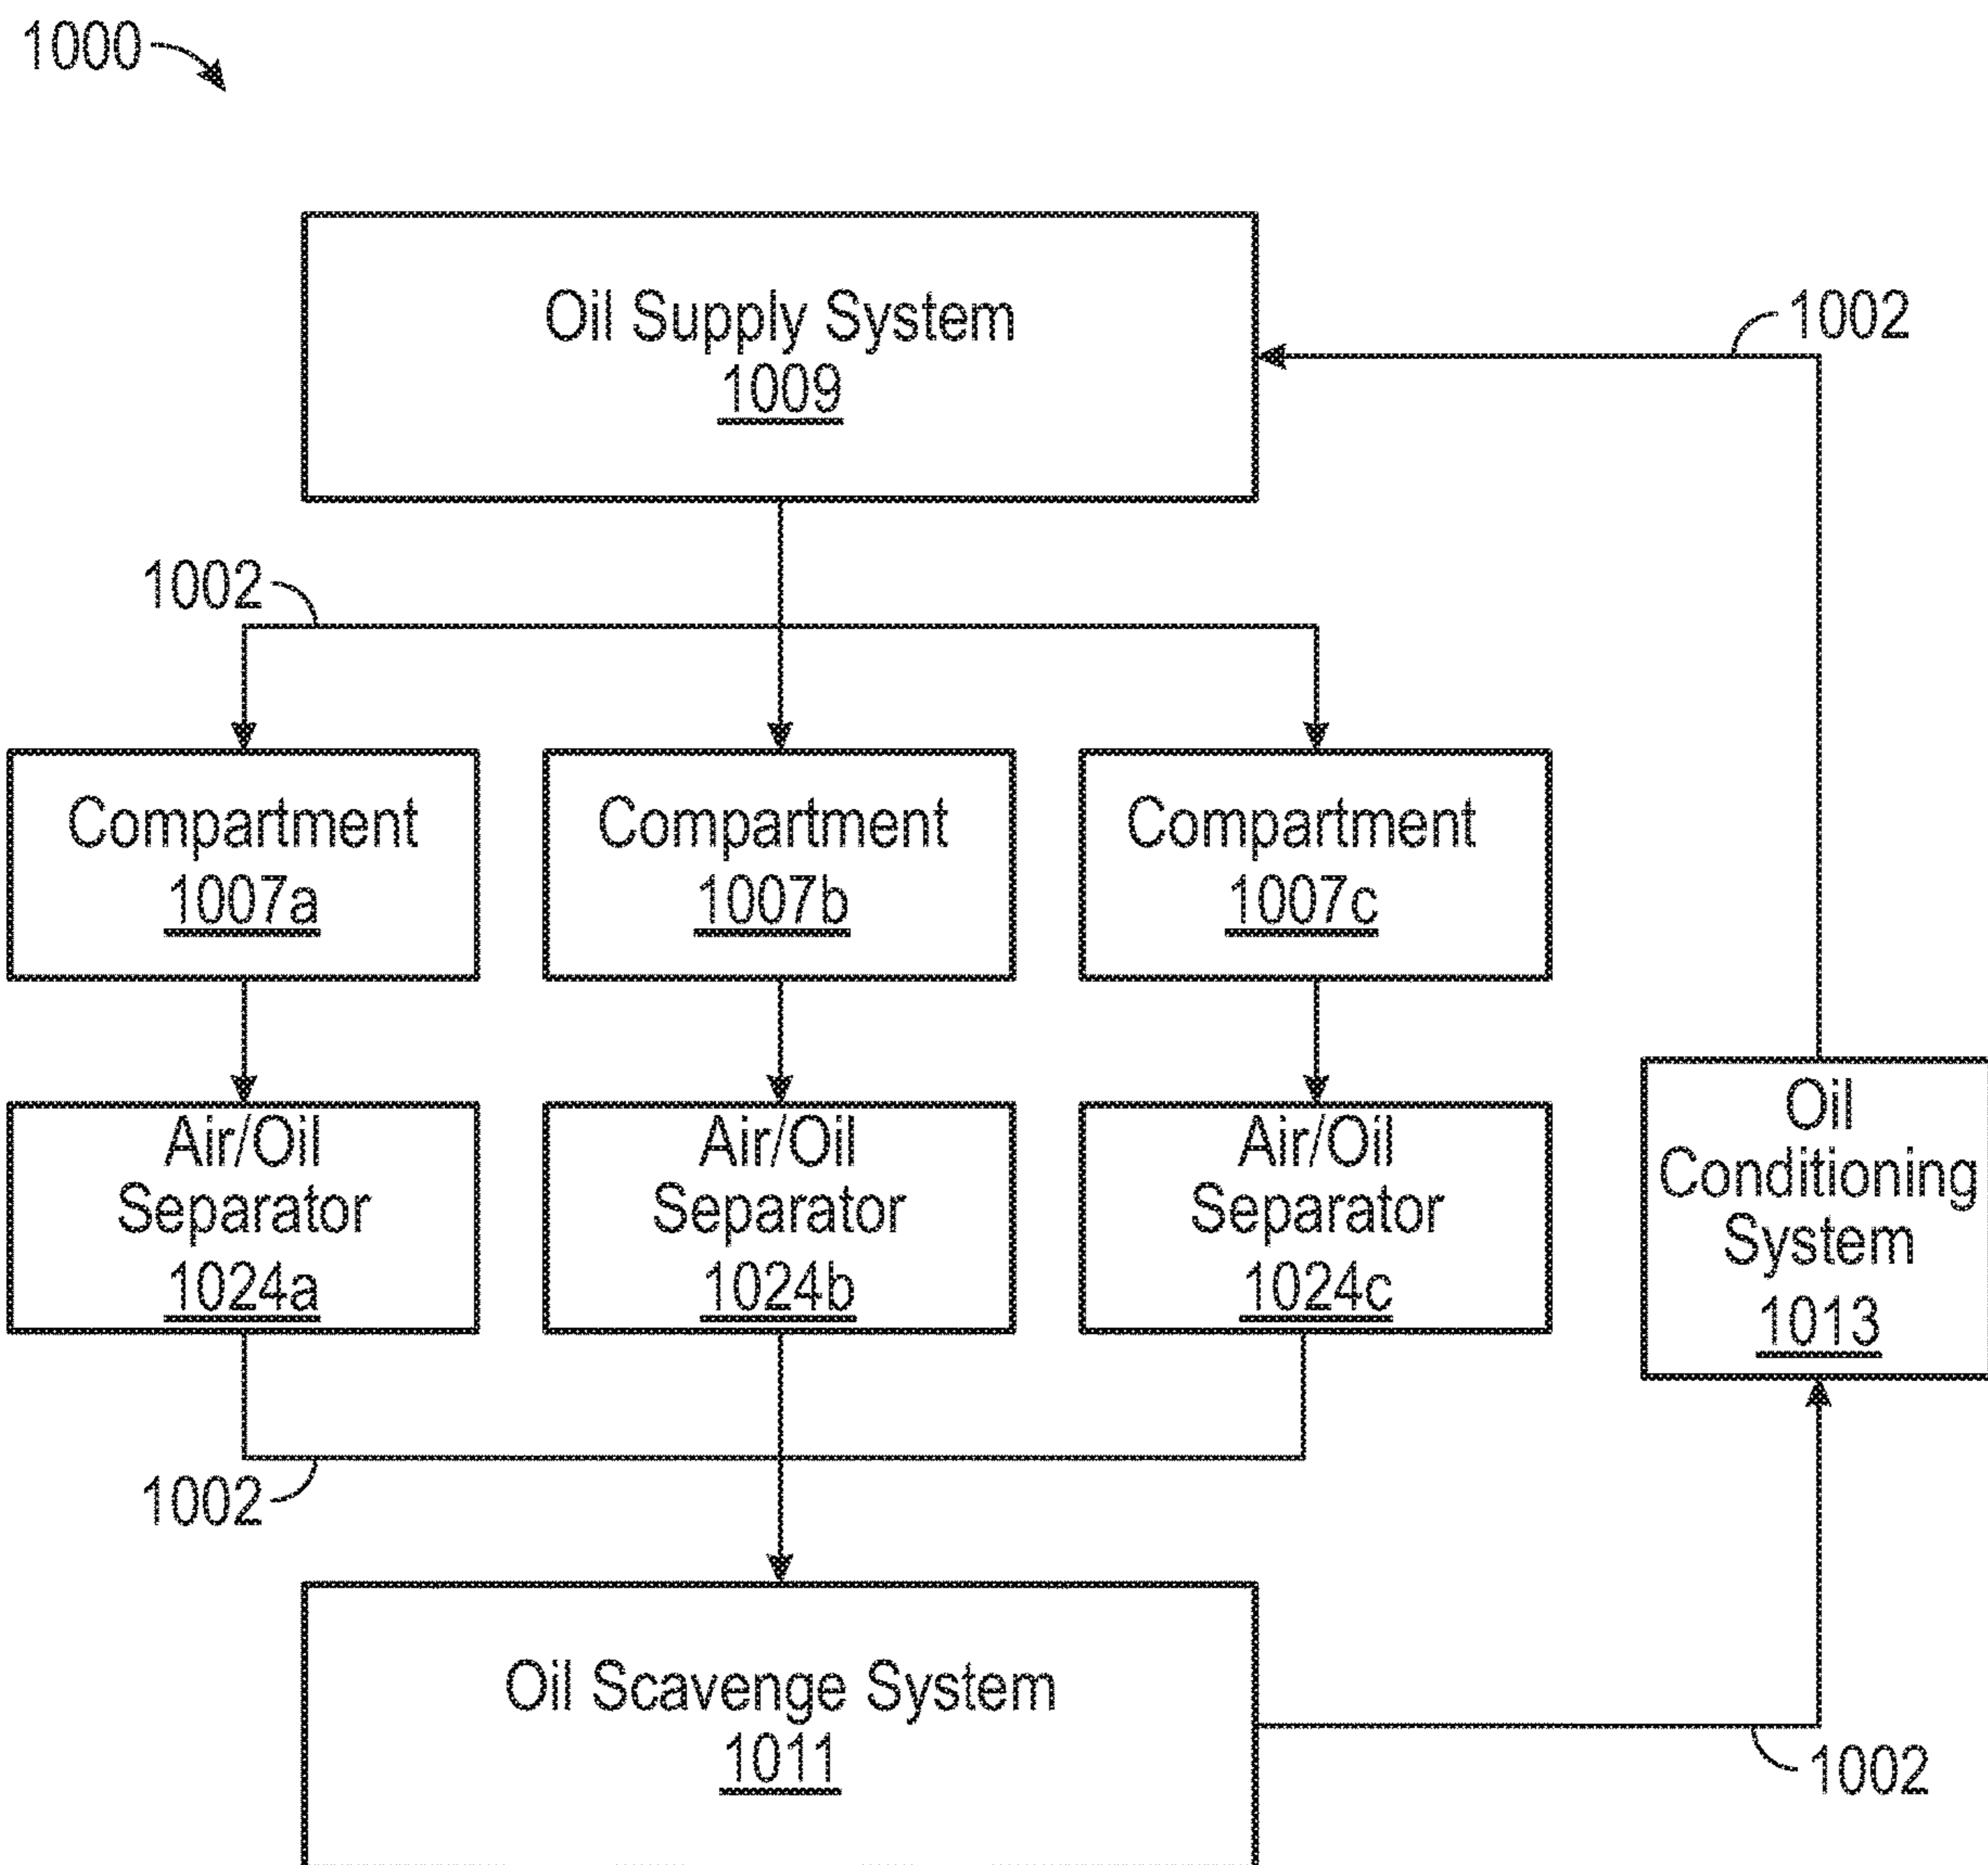 1000
Oil Supply System
1009
1002
1002
Compartment
1007a
Compartment
1007b
Compartment
1007c
Air/Oil
Separator
1024a
Air/Oil
Separator
1024b
Air/Oil
Separator
1024c
Oil
Conditioning
System
1013
1002
Oil Scavenge System
1011
1002